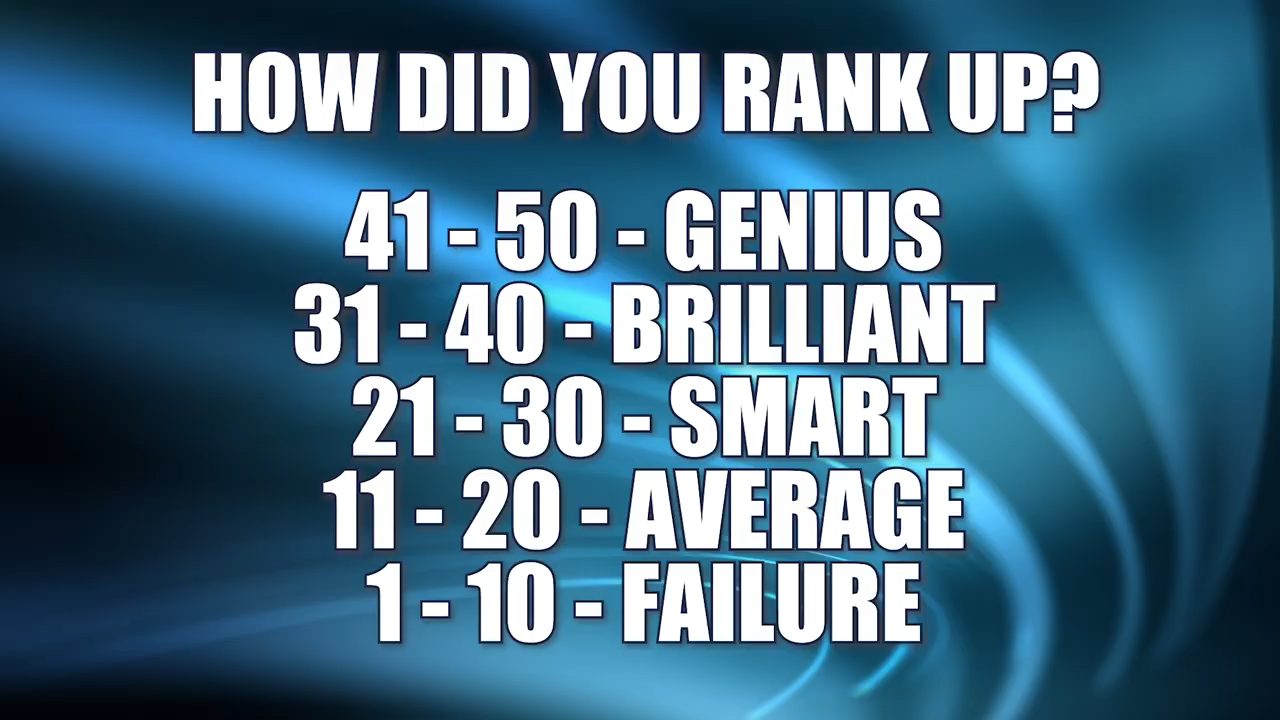 HOW DID YOU RANK UP?
41 - 50 - GENIUS
31 - 40 - BRILLIANT
21 - 30 - SMART
11 - 20 - AVERAGE
1 - 10 - FAILURE